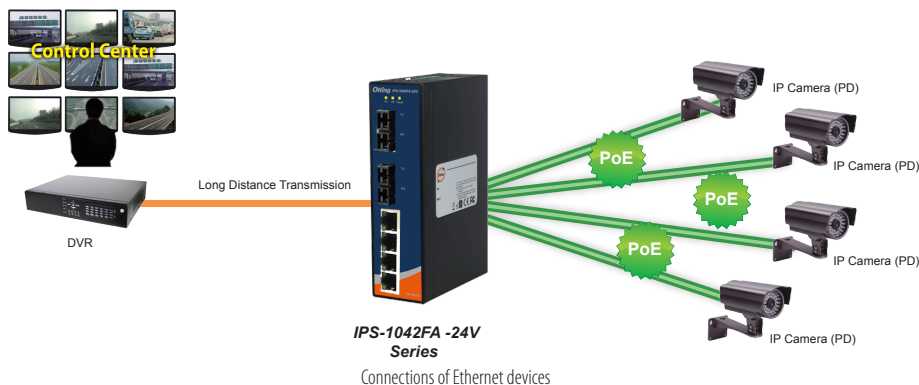 Control Center
IP Camera (PD)
IP Camera (PD)
PoE
Long Distance Transmission
PoE
DVR
PoE
IP Camera (PD)
IPS-1042FA -24V
Series
IP Camera (PD)
Connections of Ethernet devices